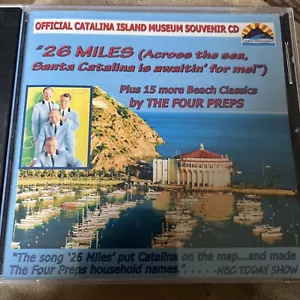 OFFICIAL CATALINA ISLAND MUSEUM SOUVENIR CD
"26 MILES (Across the sea,
Santa Catalina is awaitin' for me!")
Plus 15 more Beach Classics
by THE FOUR PREPS
"The song '26 Miles' put Catalina on the map...and made
The Four Preps household names.".....NBC TODAY SHOW